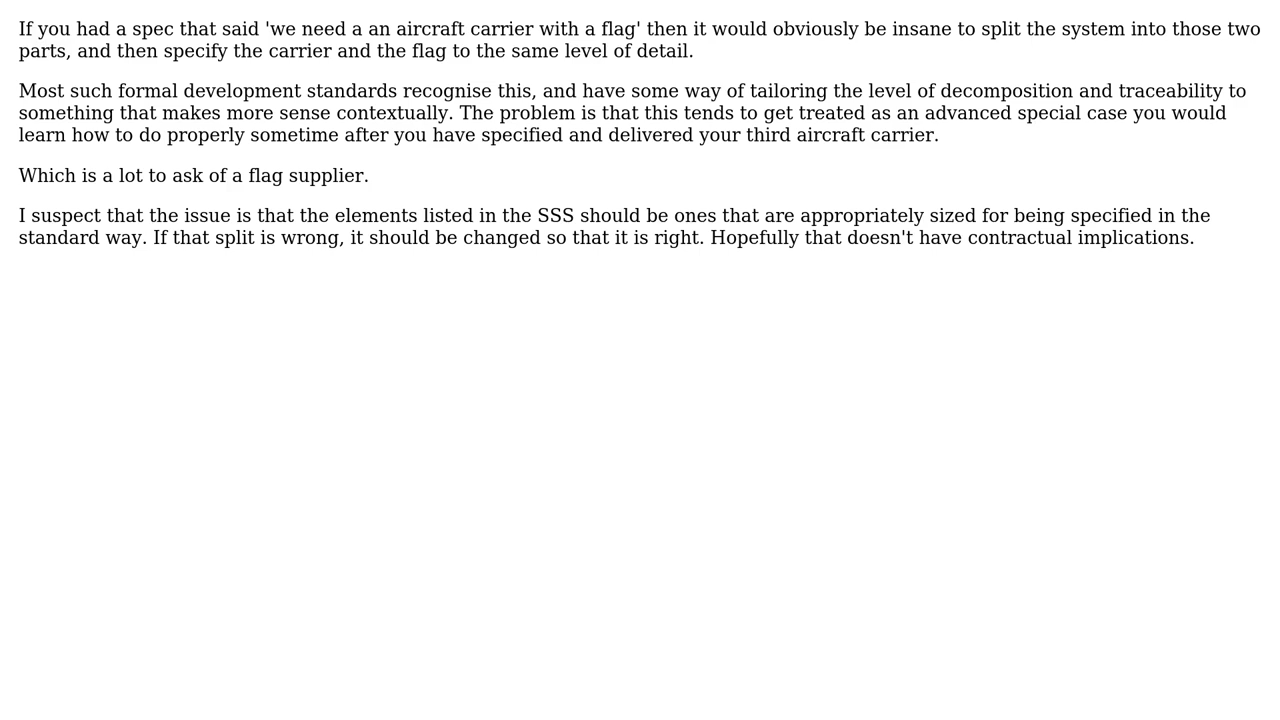 If you had a spec that said 'we need a an aircraft carrier with a flag' then it would obviously be insane to split the system into those two
parts, and then specify the carrier and the flag to the same level of detail.
Most such formal development standards recognise this, and have some way of tailoring the level of decomposition and traceability to
something that makes more sense contextually. The problem is that this tends to get treated as an advanced special case you would
learn how to do properly sometime after you have specified and delivered your third aircraft carrier.
Which is a lot to ask of a flag supplier.
I suspect that the issue is that the elements listed in the SSS should be ones that are appropriately sized for being specified in the
standard way. If that split is wrong, it should be changed so that it is right. Hopefully that doesn't have contractual implications.